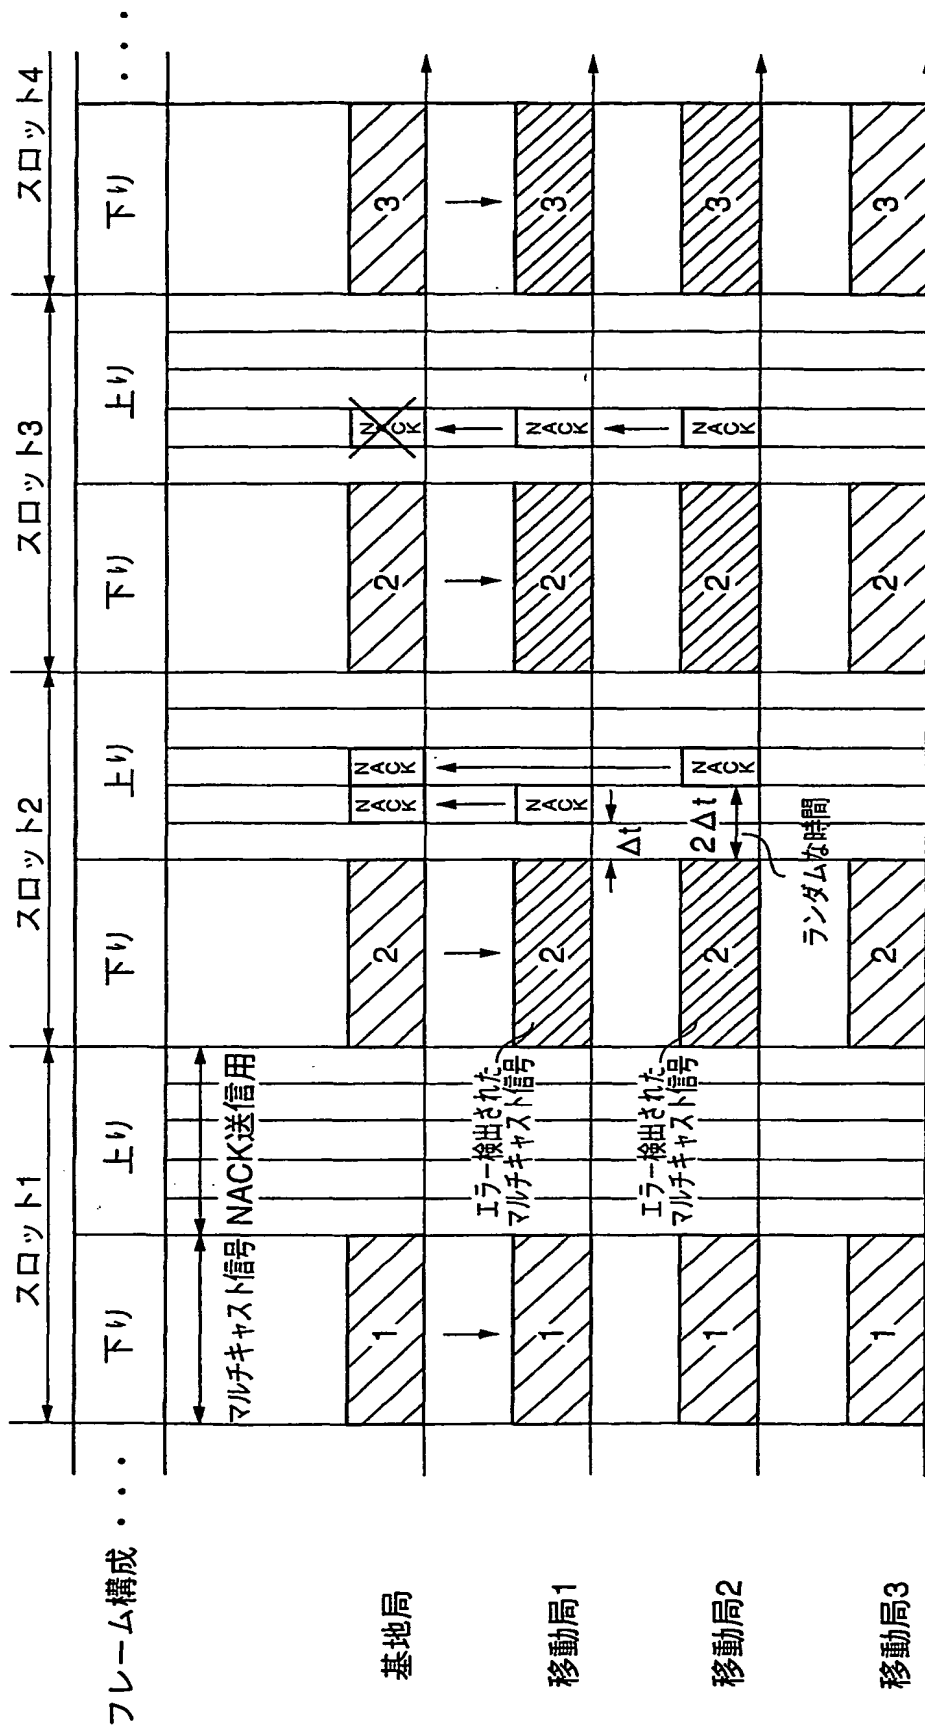 スロット1
スロット2
スロット3
スロット4
フレーム構成 ・・・
下り
上り
下り
上り
下り
上り
下り
・・・
マルチキャスト信号
NACK送信用
基地局
1
2
NACK
NACK
2
NACK
3
エラー検出された
マルチキャスト信号
移動局1
1
2
NACK
2
NACK
3
Δt
エラー検出された
マルチキャスト信号
移動局2
1
2
NACK
2
NACK
3
2Δt
ランダムな時間
移動局3
1
2
2
3